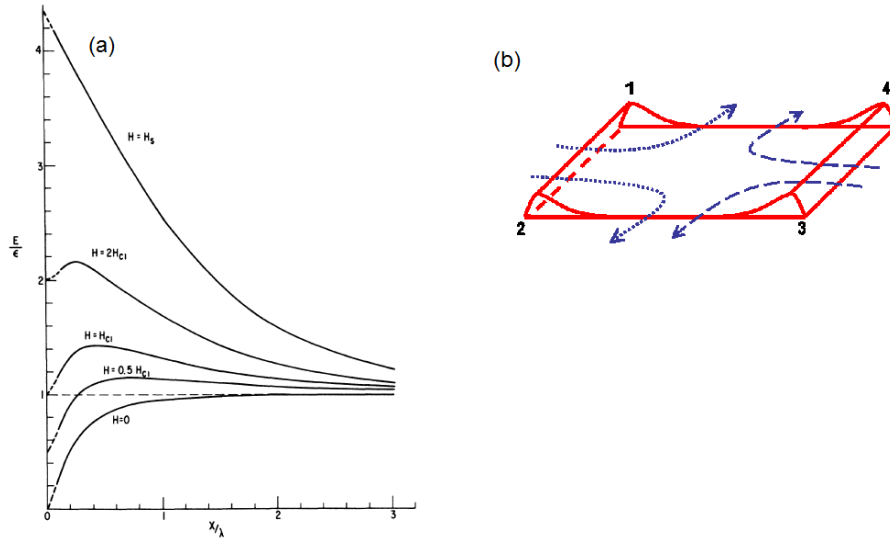 (a)
(b)
4
3
2
1
0
1
2
3
E/ε
X/λ
H = Hs
H = 2Hc1
H = Hc1
H = 0.5 Hc1
H = 0
1
4
2
3